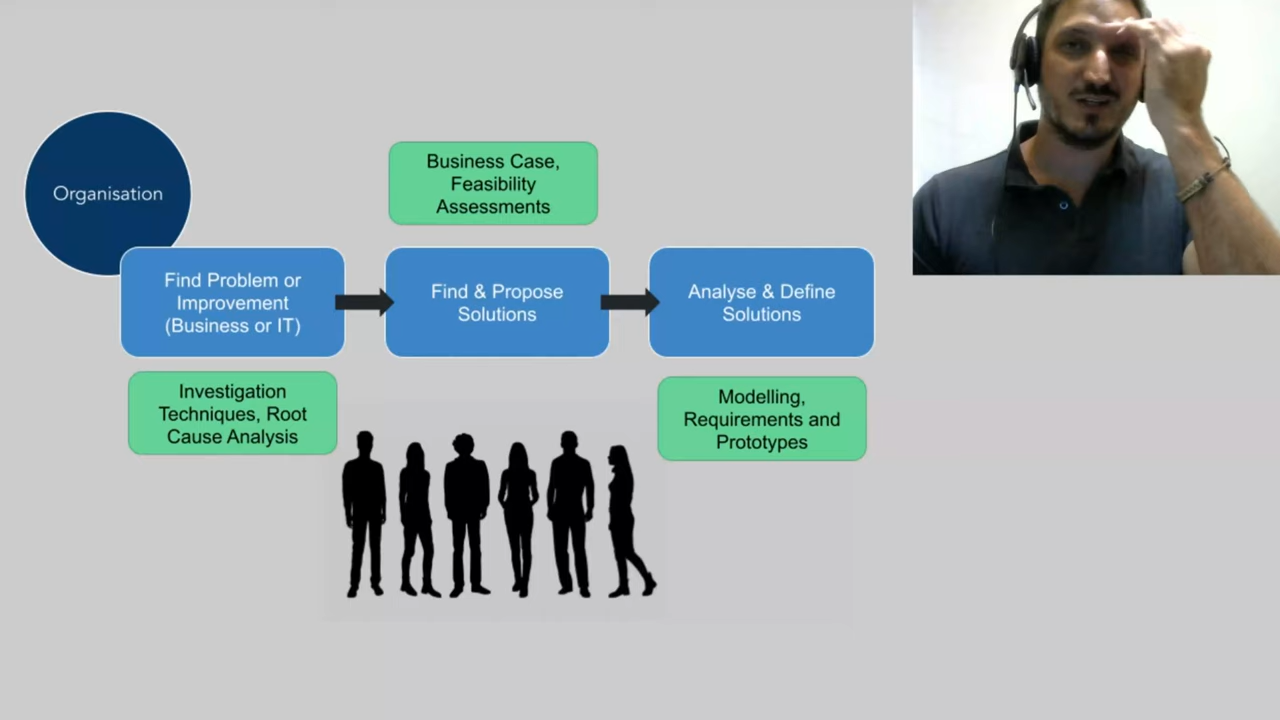 Organisation
Business Case,
Feasibility
Assessments
Find Problem or
Improvement
(Business or IT)
Find & Propose
Solutions
Analyse & Define
Solutions
Investigation
Techniques, Root
Cause Analysis
Modelling,
Requirements and
Prototypes